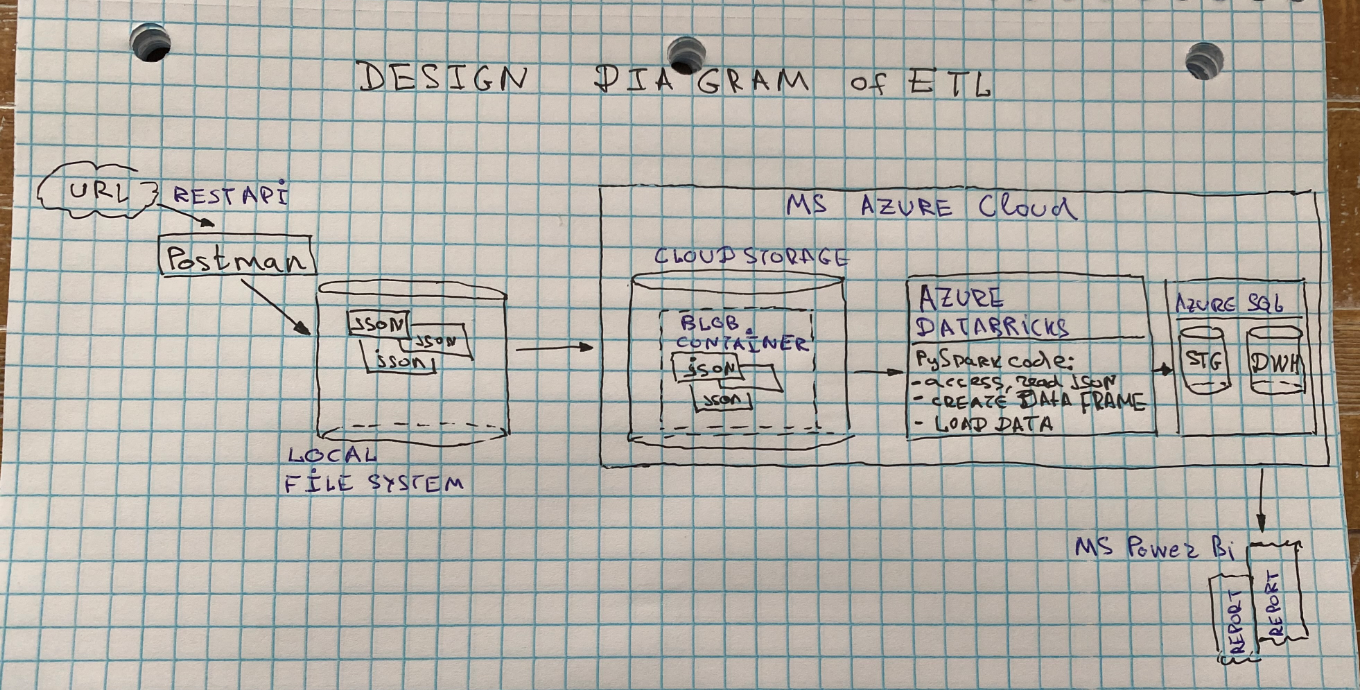 DESIGN DIAGRAM of ETL
URL
REST API
Postman
JSON
JSON
JSON
LOCAL
FILE SYSTEM
MS AZURE Cloud
CLOUD STORAGE
BLOB
CONTAINER
JSON
JSON
AZURE
DATABRICKS
PySpark code:
- access, read JSON
- CREATE DATA FRAME
- LOAD DATA
AZURE SQL
STG
DWH
MS Power Bi
REPORT
REPORT